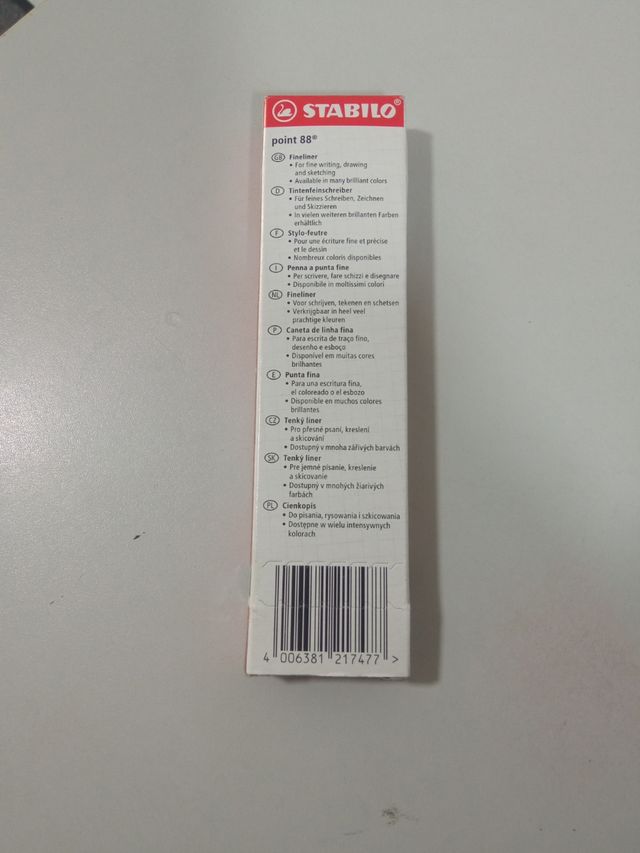 STABILO®
point 88®
GB Fineliner
• For fine writing, drawing
and sketching
• Available in many brilliant colors
D Tintenfeinschreiber
• Für feines Schreiben, Zeichnen
und Skizzieren
• In vielen weiteren brillanten Farben
erhältlich
F Stylo-feutre
• Pour une écriture fine et précise
et le dessin
• Nombreux coloris disponibles
I Penna a punta fine
• Per scrivere, fare schizzi e disegnare
• Disponibile in moltissimi colori
NL Fineliner
• Voor schrijven, tekenen en schetsen
• Verkrijgbaar in heel veel
prachtige kleuren
P Caneta de linha fina
• Para escrita de traço fino,
desenho e esboço
• Disponível em muitas cores
brilhantes
E Punta fina
• Para una escritura fina,
el coloreado o el esbozo
• Disponible en muchos colores
brillantes
CZ Tenký liner
• Pro přesné psaní, kreslení
a skicování
• Dostupný v mnoha zářivých barvách
SK Tenký liner
• Pre jemné písanie, kreslenie
a skicovanie
• Dostupný v mnohých žiarivých
farbách
PL Cienkopis
• Do pisania, rysowania i szkicowania
• Dostępne w wielu intensywnych
kolorach
4 006381 217477 >